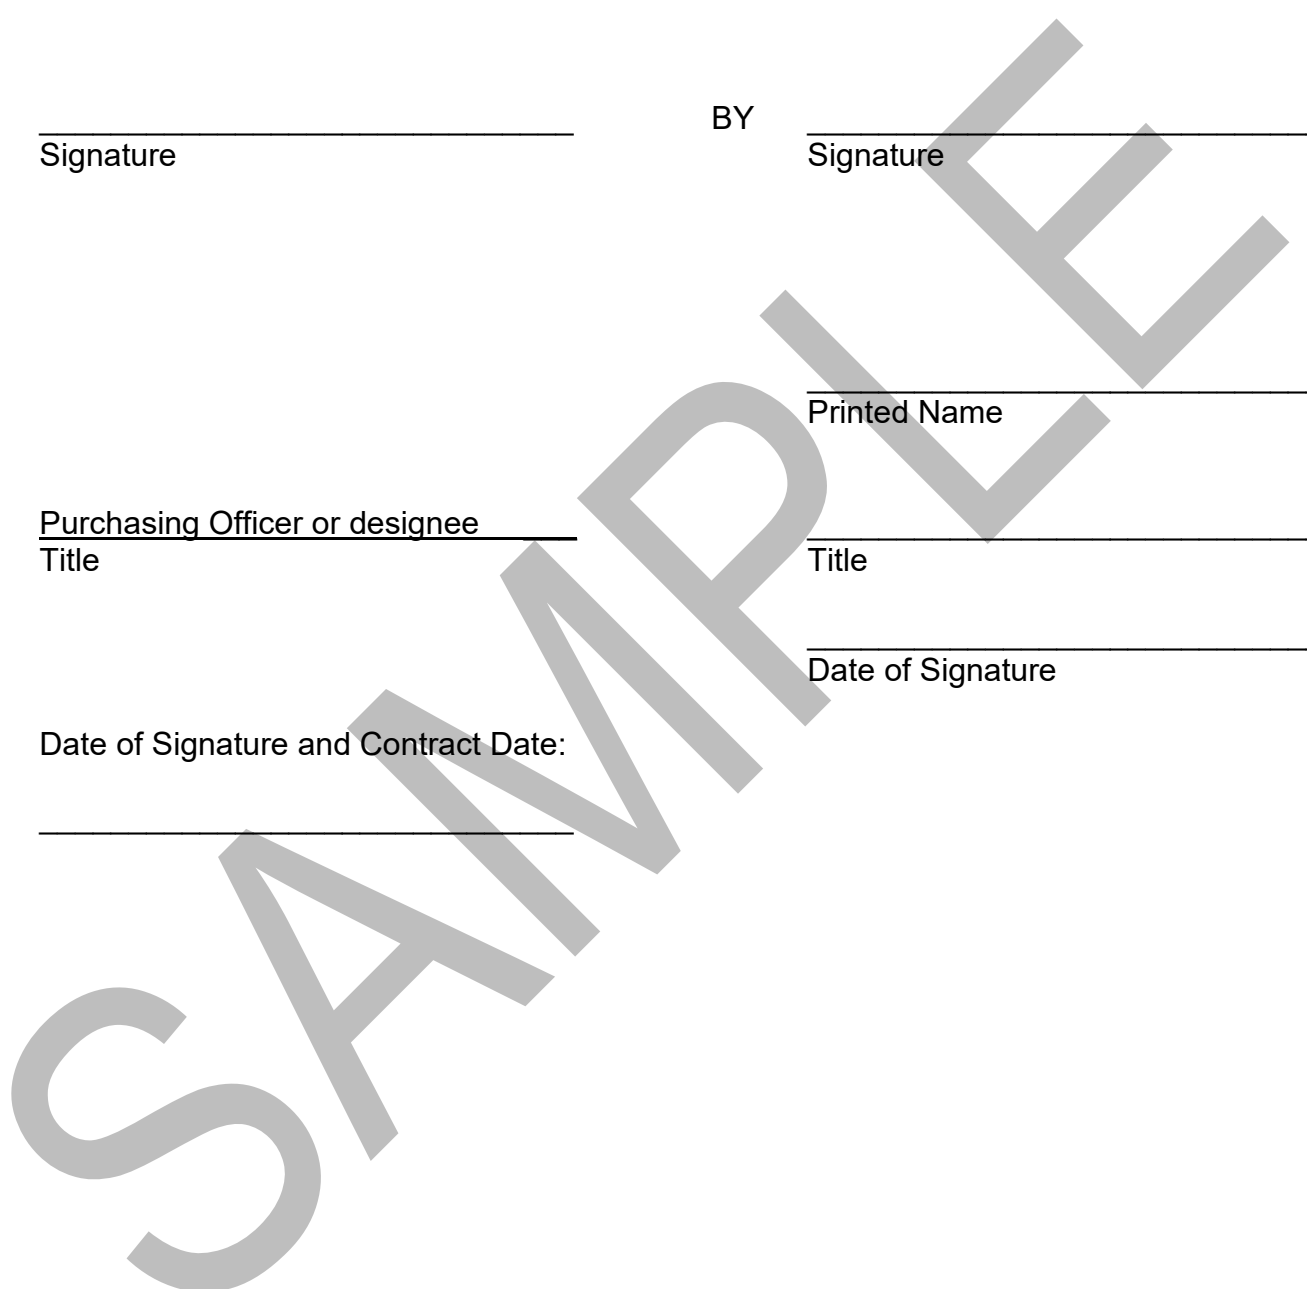 BY
Signature
Signature
Printed Name
Purchasing Officer or designee
Title
Title
Date of Signature
Date of Signature and Contract Date:
SAMPLE